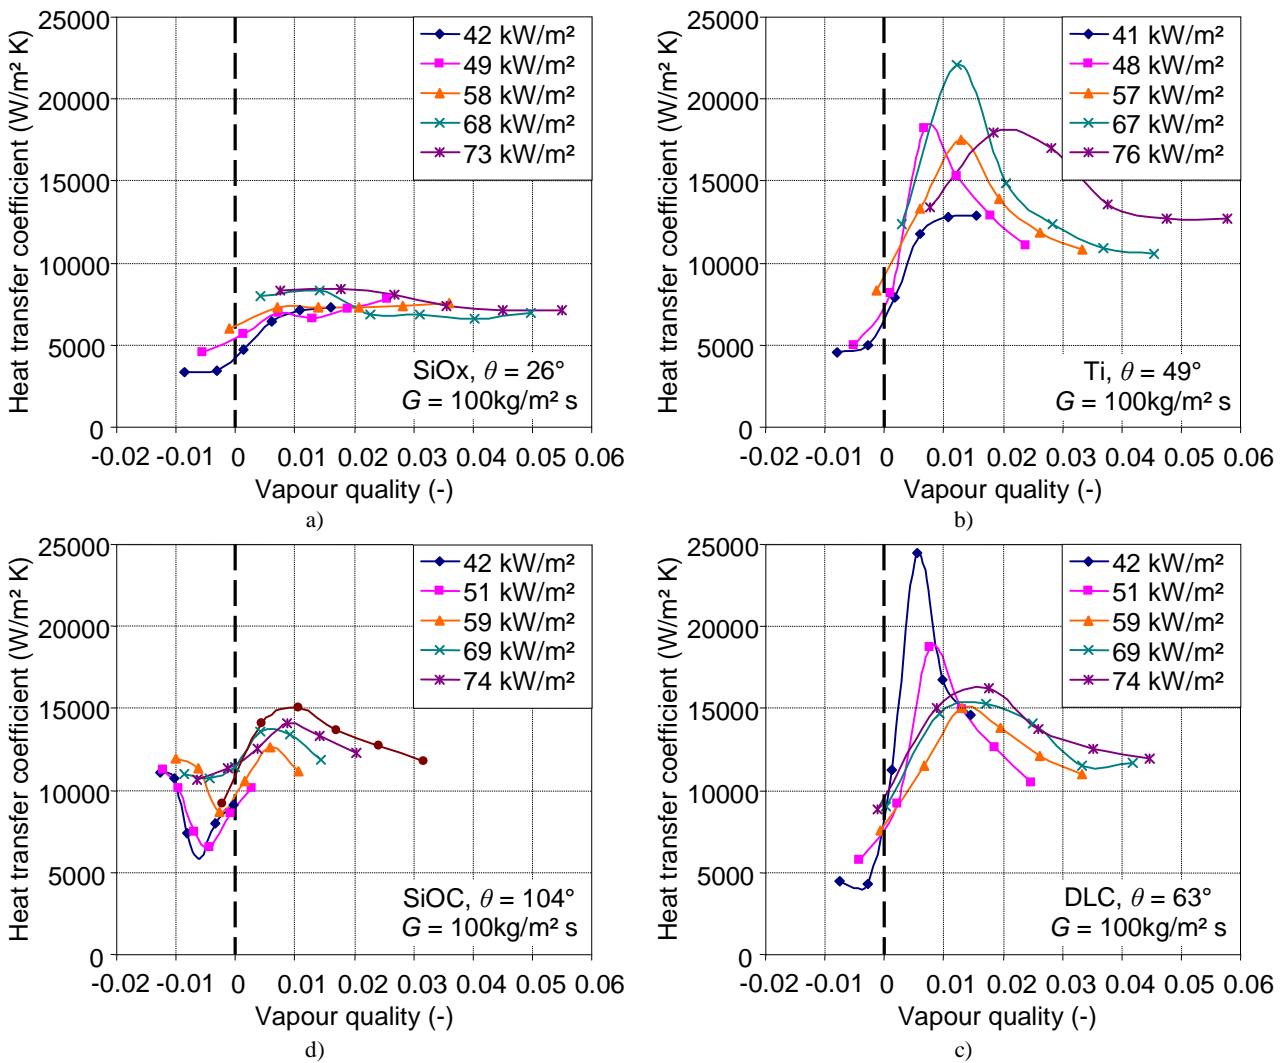 Heat transfer coefficient (W/m² K)
25000
20000
15000
10000
5000
0
-0.02 -0.01 0 0.01 0.02 0.03 0.04 0.05 0.06
Vapour quality (-)
42 kW/m²
49 kW/m²
58 kW/m²
68 kW/m²
73 kW/m²
SiOx, θ = 26°
G = 100kg/m² s
a)
Heat transfer coefficient (W/m² K)
25000
20000
15000
10000
5000
0
-0.02 -0.01 0 0.01 0.02 0.03 0.04 0.05 0.06
Vapour quality (-)
41 kW/m²
48 kW/m²
57 kW/m²
67 kW/m²
76 kW/m²
Ti, θ = 49°
G = 100kg/m² s
b)
Heat transfer coefficient (W/m² K)
25000
20000
15000
10000
5000
0
-0.02 -0.01 0 0.01 0.02 0.03 0.04 0.05 0.06
Vapour quality (-)
42 kW/m²
51 kW/m²
59 kW/m²
69 kW/m²
74 kW/m²
SiOC, θ = 104°
G = 100kg/m² s
d)
Heat transfer coefficient (W/m² K)
25000
20000
15000
10000
5000
0
-0.02 -0.01 0 0.01 0.02 0.03 0.04 0.05 0.06
Vapour quality (-)
42 kW/m²
51 kW/m²
59 kW/m²
69 kW/m²
74 kW/m²
DLC, θ = 63°
G = 100kg/m² s
c)